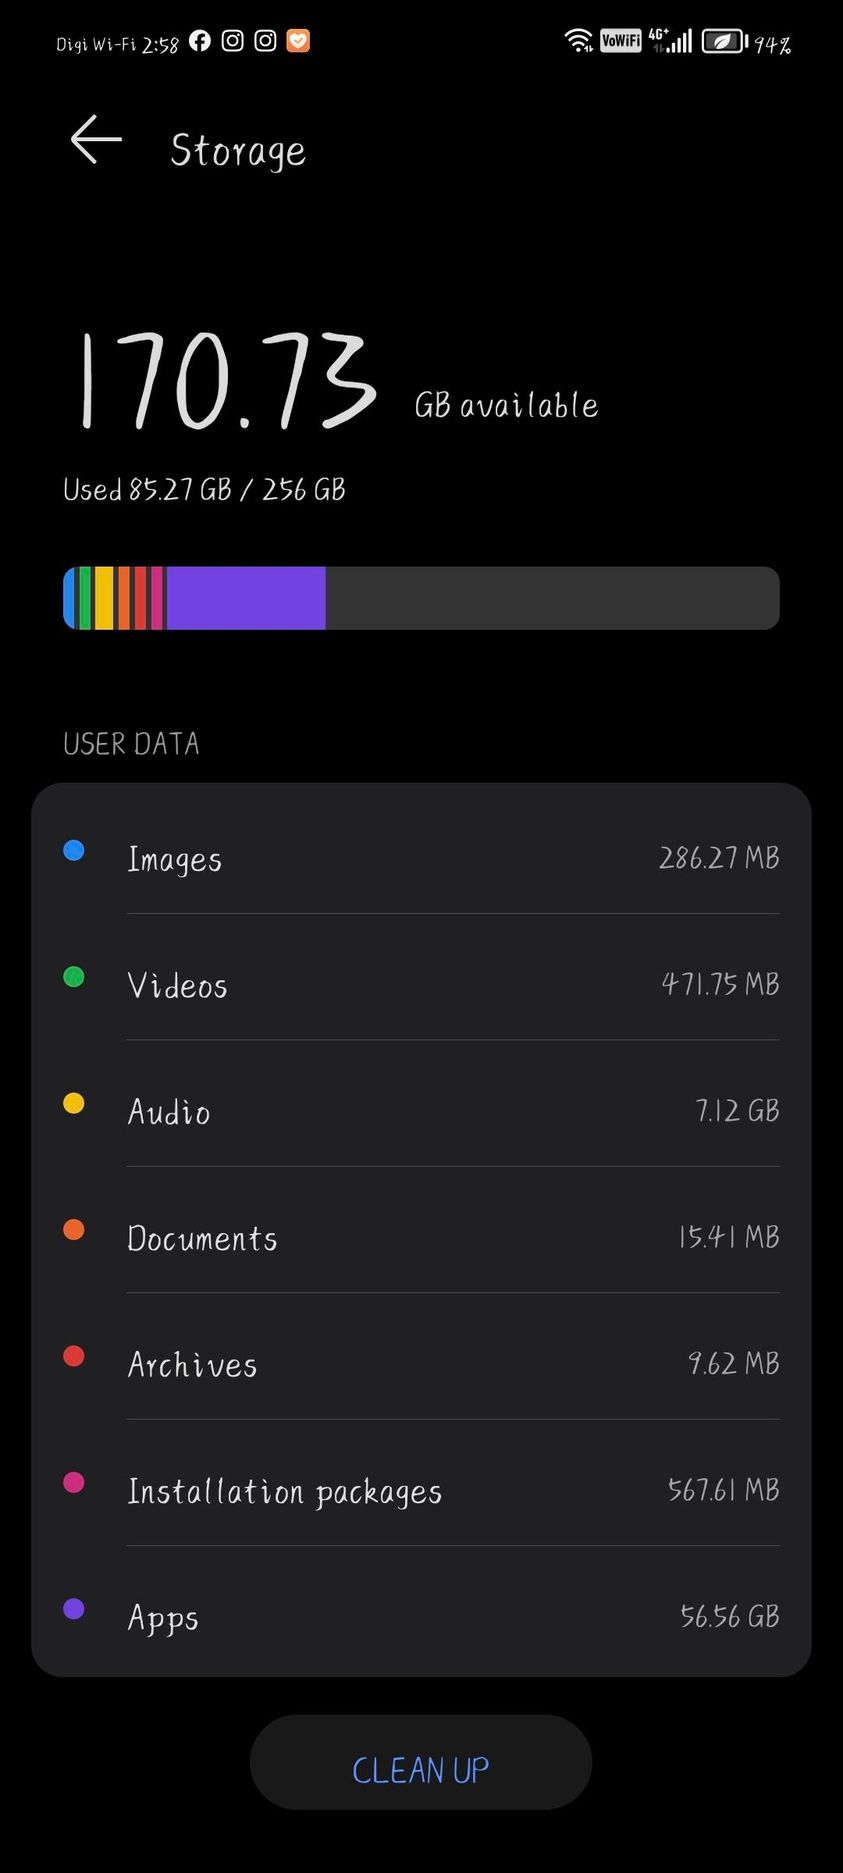 Digi Wi-Fi 2:58 VoWiFi 4G+ 94%
Storage
170.73 GB available
Used 85.27 GB / 256 GB
USER DATA
Images 286.27 MB
Videos 471.75 MB
Audio 7.12 GB
Documents 15.41 MB
Archives 9.62 MB
Installation packages 567.61 MB
Apps 56.56 GB
CLEAN UP